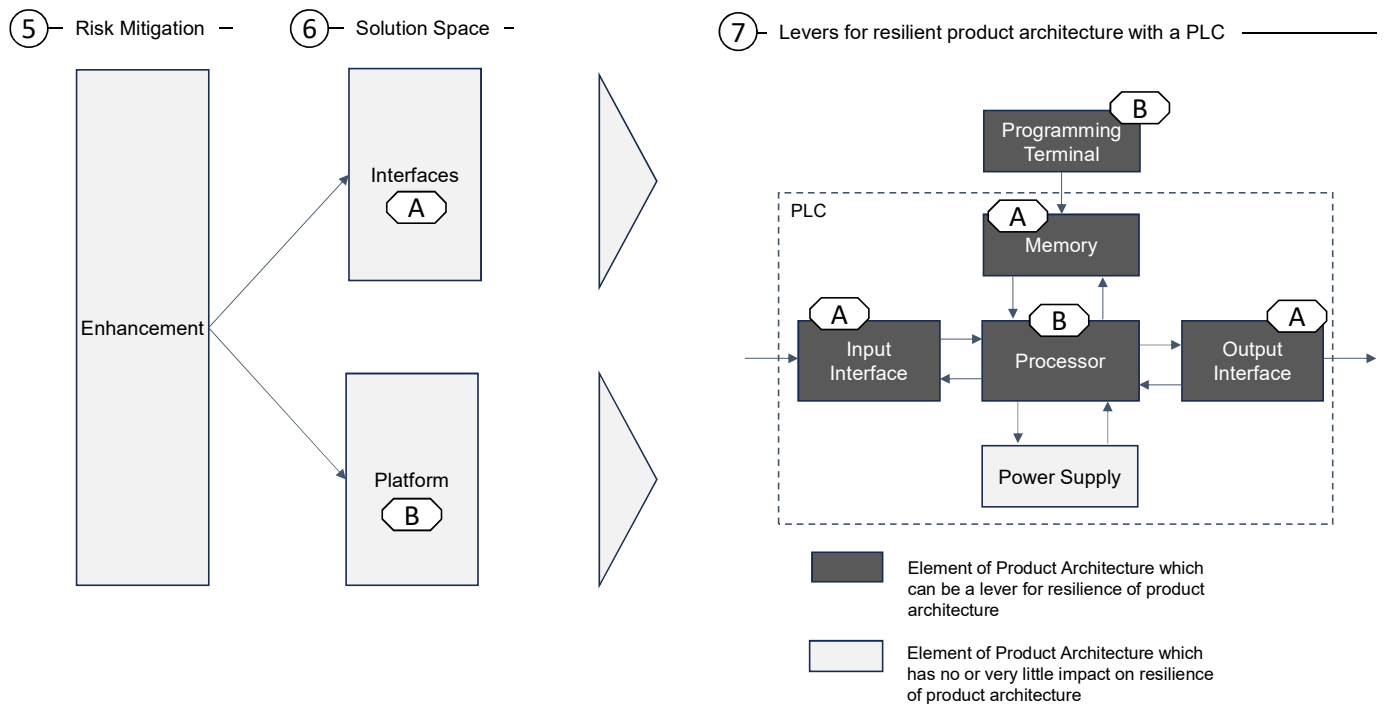 5 Risk Mitigation
6 Solution Space
7 Levers for resilient product architecture with a PLC
Enhancement
Interfaces
A
Platform
B
B
Programming
Terminal
PLC
A
Memory
A
Input
Interface
B
Processor
A
Output
Interface
Power Supply
Element of Product Architecture which
can be a lever for resilience of product
architecture
Element of Product Architecture which
has no or very little impact on resilience
of product architecture